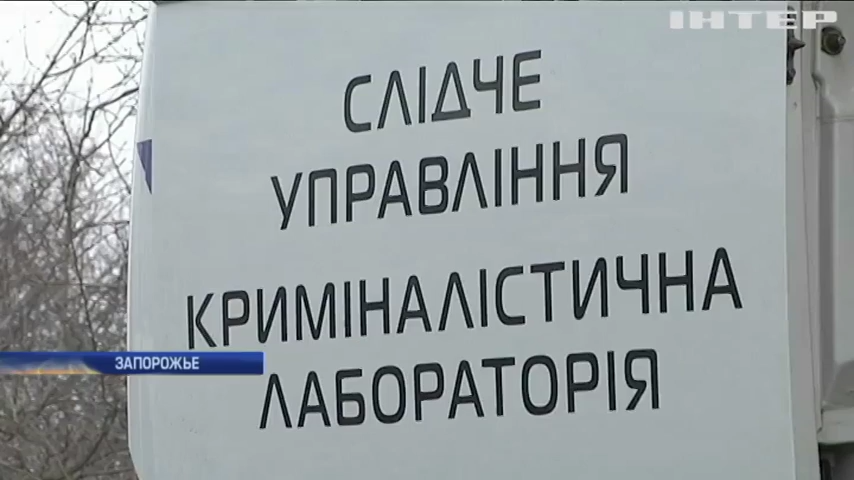 ІНТЕР
СЛІДЧЕ
УПРАВЛІННЯ
КРИМІНАЛІСТИЧНА
ЛАБОРАТОРІЯ
ЗАПОРОЖЬЕ